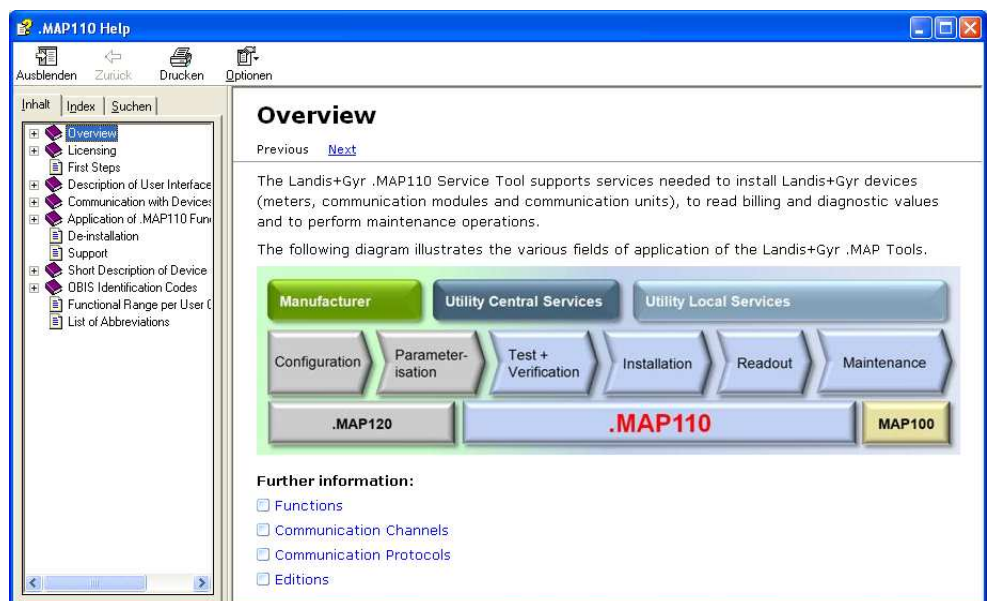 .MAP110 Help
Ausblenden Zurück Drucken Optionen
Inhalt Index Suchen
Overview
Licensing
First Steps
Description of User Interface
Communication with Devices
Application of .MAP110 Fun
De-installation
Support
Short Description of Device
OBIS Identification Codes
Functional Range per User
List of Abbreviations
Overview
Previous Next
The Landis+Gyr .MAP110 Service Tool supports services needed to install Landis+Gyr devices
(meters, communication modules and communication units), to read billing and diagnostic values
and to perform maintenance operations.
The following diagram illustrates the various fields of application of the Landis+Gyr .MAP Tools.
Manufacturer Utility Central Services Utility Local Services
Configuration
Parameter-
isation
Test +
Verification
Installation
Readout
Maintenance
.MAP120 .MAP110 MAP100
Further information:
Functions
Communication Channels
Communication Protocols
Editions